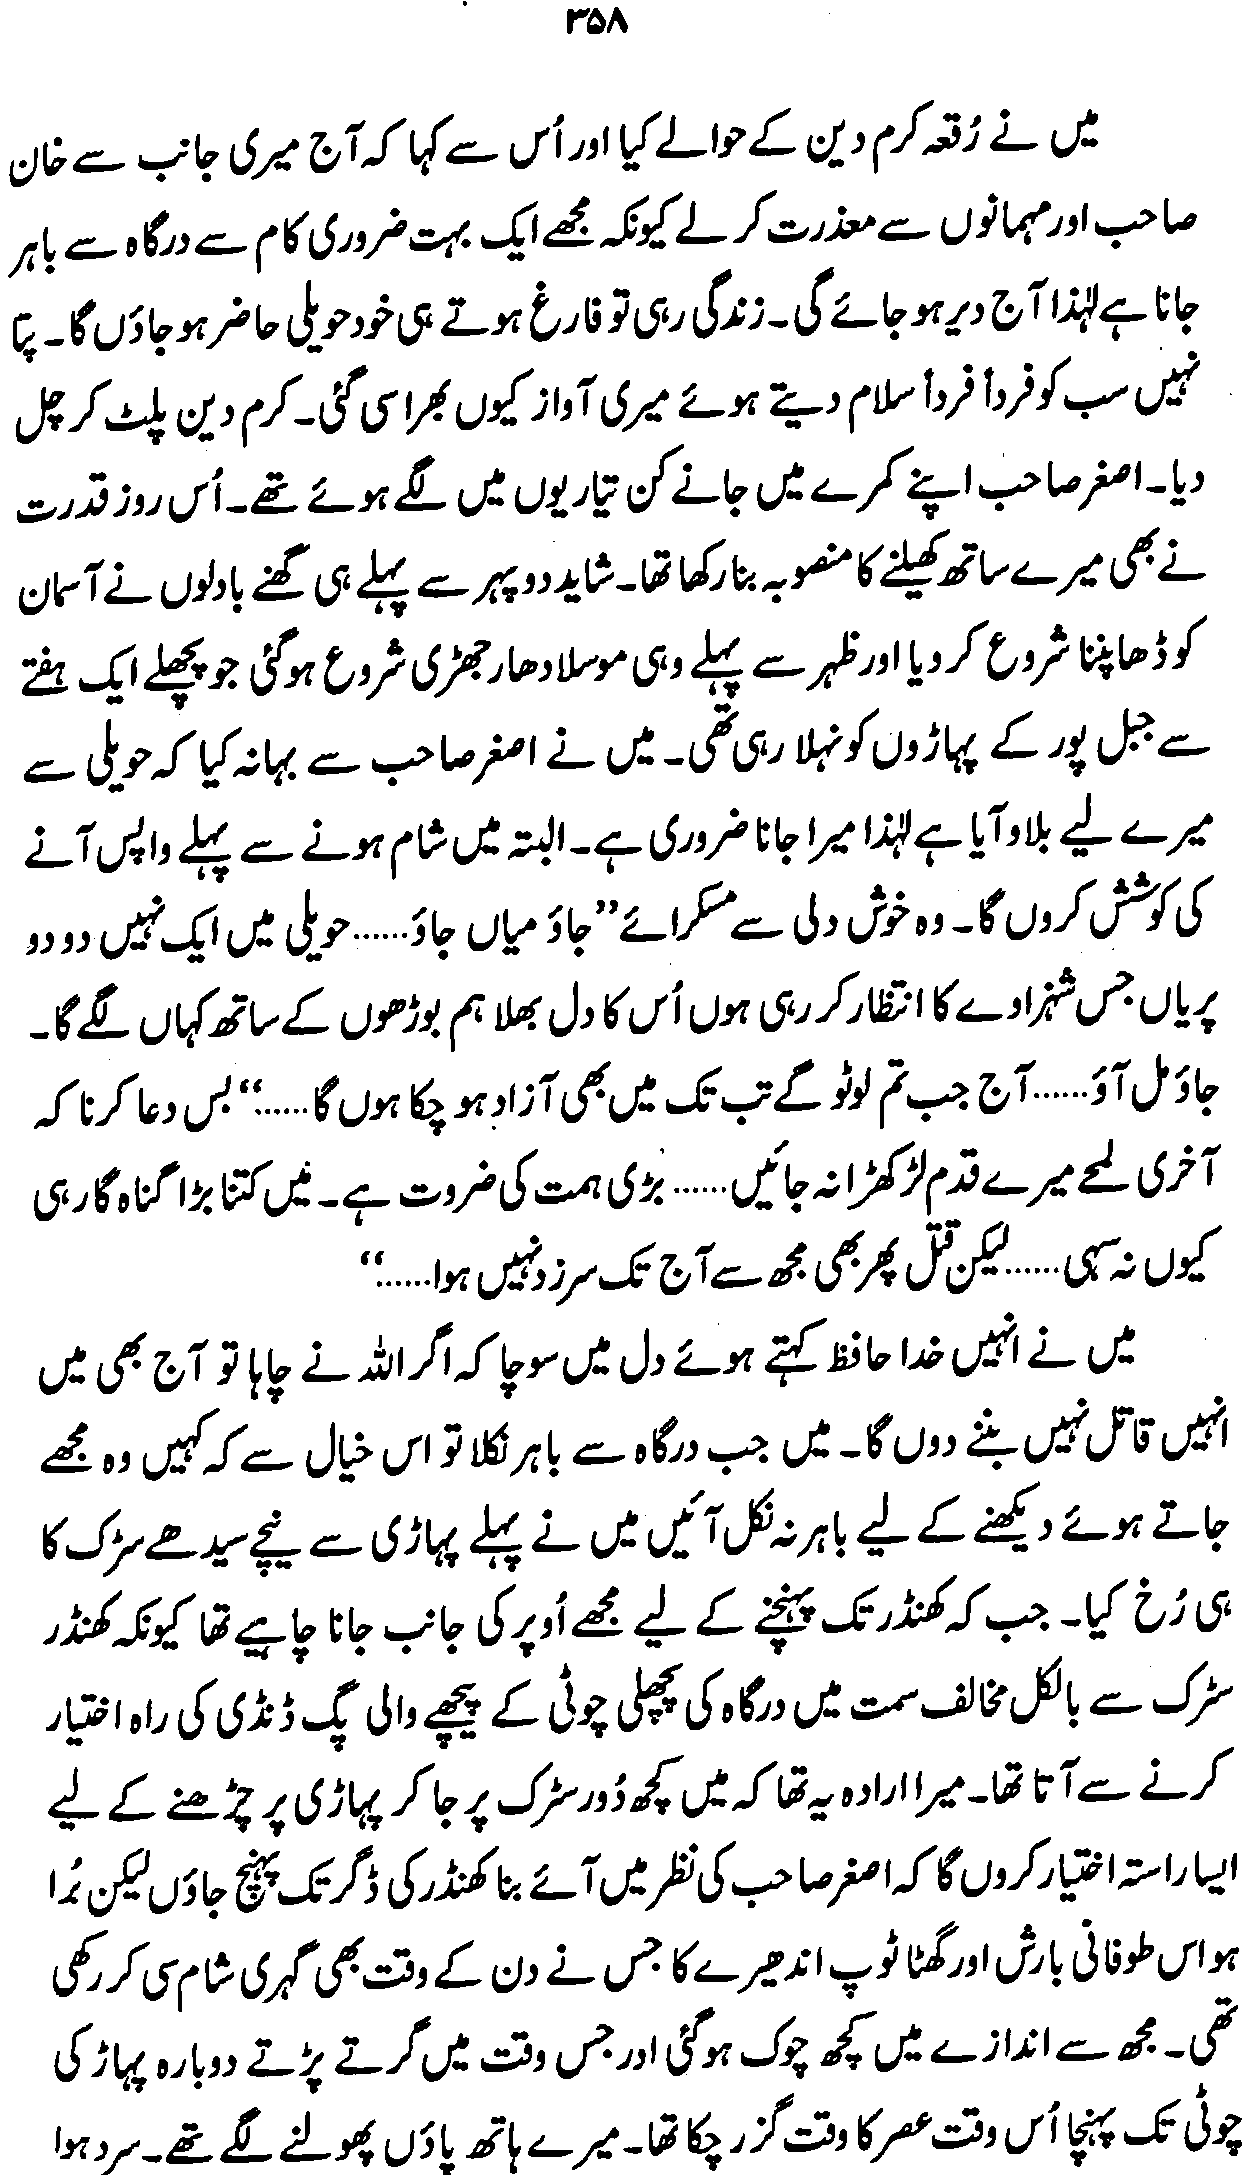 ۳۵۸
میں نے رُقعہ کرم دین کے حوالے کیا اور اُس سے کہا کہ آج میری جانب سے خان
صاحب اور مہمانوں سے معذرت کر لے کیونکہ مجھے ایک بہت ضروری کام سے درگاہ سے باہر
جانا ہے لہٰذا آج دیر ہو جائے گی۔ زندگی رہی تو فارغ ہوتے ہی خود حویلی حاضر ہو جاؤں گا۔ پتا
نہیں سب کو فرداً فرداً سلام دیتے ہوئے میری آواز کیوں بھرا سی گئی۔ کرم دین پلٹ کر چل
دیا۔ اصغر صاحب اپنے کمرے میں جانے کن تیاریوں میں لگے ہوئے تھے۔ اُس روز قدرت
نے بھی میرے ساتھ کھیلنے کا منصوبہ بنا رکھا تھا۔ شاید دوپہر سے پہلے ہی گھنے بادلوں نے آسمان
کو ڈھاپننا شروع کر دیا اور ظہر سے پہلے وہی موسلا دھار جھڑی شروع ہو گئی جو پچھلے ایک ہفتے
سے جبل پور کے پہاڑوں کو نہلا رہی تھی۔ میں نے اصغر صاحب سے بہانہ کیا کہ حویلی سے
میرے لیے بلاو آیا ہے لہٰذا میرا جانا ضروری ہے۔ البتہ میں شام ہونے سے پہلے واپس آنے
کی کوشش کروں گا۔ وہ خوش دلی سے مسکرائے ”جاؤ میاں جاؤ...... حویلی میں ایک نہیں دو دو
پریاں جس شہزادے کا انتظار کر رہی ہوں اُس کا دل بھلا ہم بوڑھوں کے ساتھ کہاں لگے گا۔
جاؤ مل آؤ...... آج جب تم لوٹو گے تب تک میں بھی آزاد ہو چکا ہوں گا......“ بس دعا کرنا کہ
آخری لمحے میرے قدم لڑکھڑا نہ جائیں...... بڑی ہمت کی ضروت ہے۔ میں کتنا بڑا گناہ گار ہی
کیوں نہ سہی...... لیکن قتل پھر بھی مجھ سے آج تک سرزد نہیں ہوا......“
میں نے انہیں خدا حافظ کہتے ہوئے دل میں سوچا کہ اگر اللہ نے چاہا تو آج بھی میں
انہیں قاتل نہیں بننے دوں گا۔ میں جب درگاہ سے باہر نکلا تو اس خیال سے کہ کہیں وہ مجھے
جاتے ہوئے دیکھنے کے لیے باہر نہ نکل آئیں میں نے پہلے پہاڑی سے نیچے سیدھے سڑک کا
ہی رُخ کیا۔ جب کہ کھنڈر تک پہنچنے کے لیے مجھے اُوپر کی جانب جانا چاہیے تھا کیونکہ کھنڈر
سڑک سے بالکل مخالف سمت میں درگاہ کی پچھلی چوٹی کے پیچھے والی پگ ڈنڈی کی راہ اختیار
کرنے سے آتا تھا۔ میرا ارادہ یہ تھا کہ میں کچھ دُور سڑک پر جا کر پہاڑی پر چڑھنے کے لیے
ایسا راستہ اختیار کروں گا کہ اصغر صاحب کی نظر میں آئے بنا کھنڈر کی ڈگر تک پہنچ جاؤں لیکن بُرا
ہو اس طوفانی بارش اور گھٹا ٹوپ اندھیرے کا جس نے دن کے وقت بھی گہری شام سی کر رکھی
تھی۔ مجھ سے اندازے میں کچھ چوک ہو گئی اور جس وقت میں گرتے پڑتے دوبارہ پہاڑ کی
چوٹی تک پہنچا اُس وقت عصر کا وقت گزر چکا تھا۔ میرے ہاتھ پاؤں پھولنے لگے تھے۔ سرد ہوا